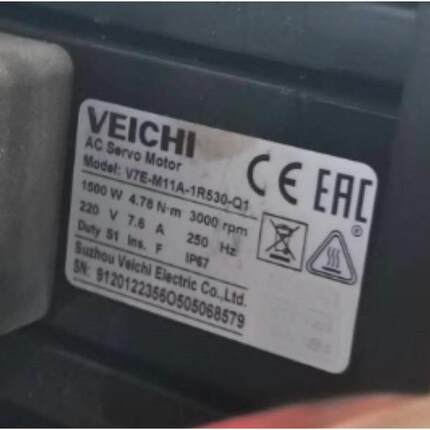 VEICHI
AC Servo Motor
Model: V7E-M11A-1R530-Q1
1500 W 4.78 N·m 3000 rpm
220 V 7.6 A 250 Hz
Duty S1 Ins. F IP67
Suzhou Veichi Electric Co.,Ltd.
SN: 9120122356O505068579
CE EAC
®